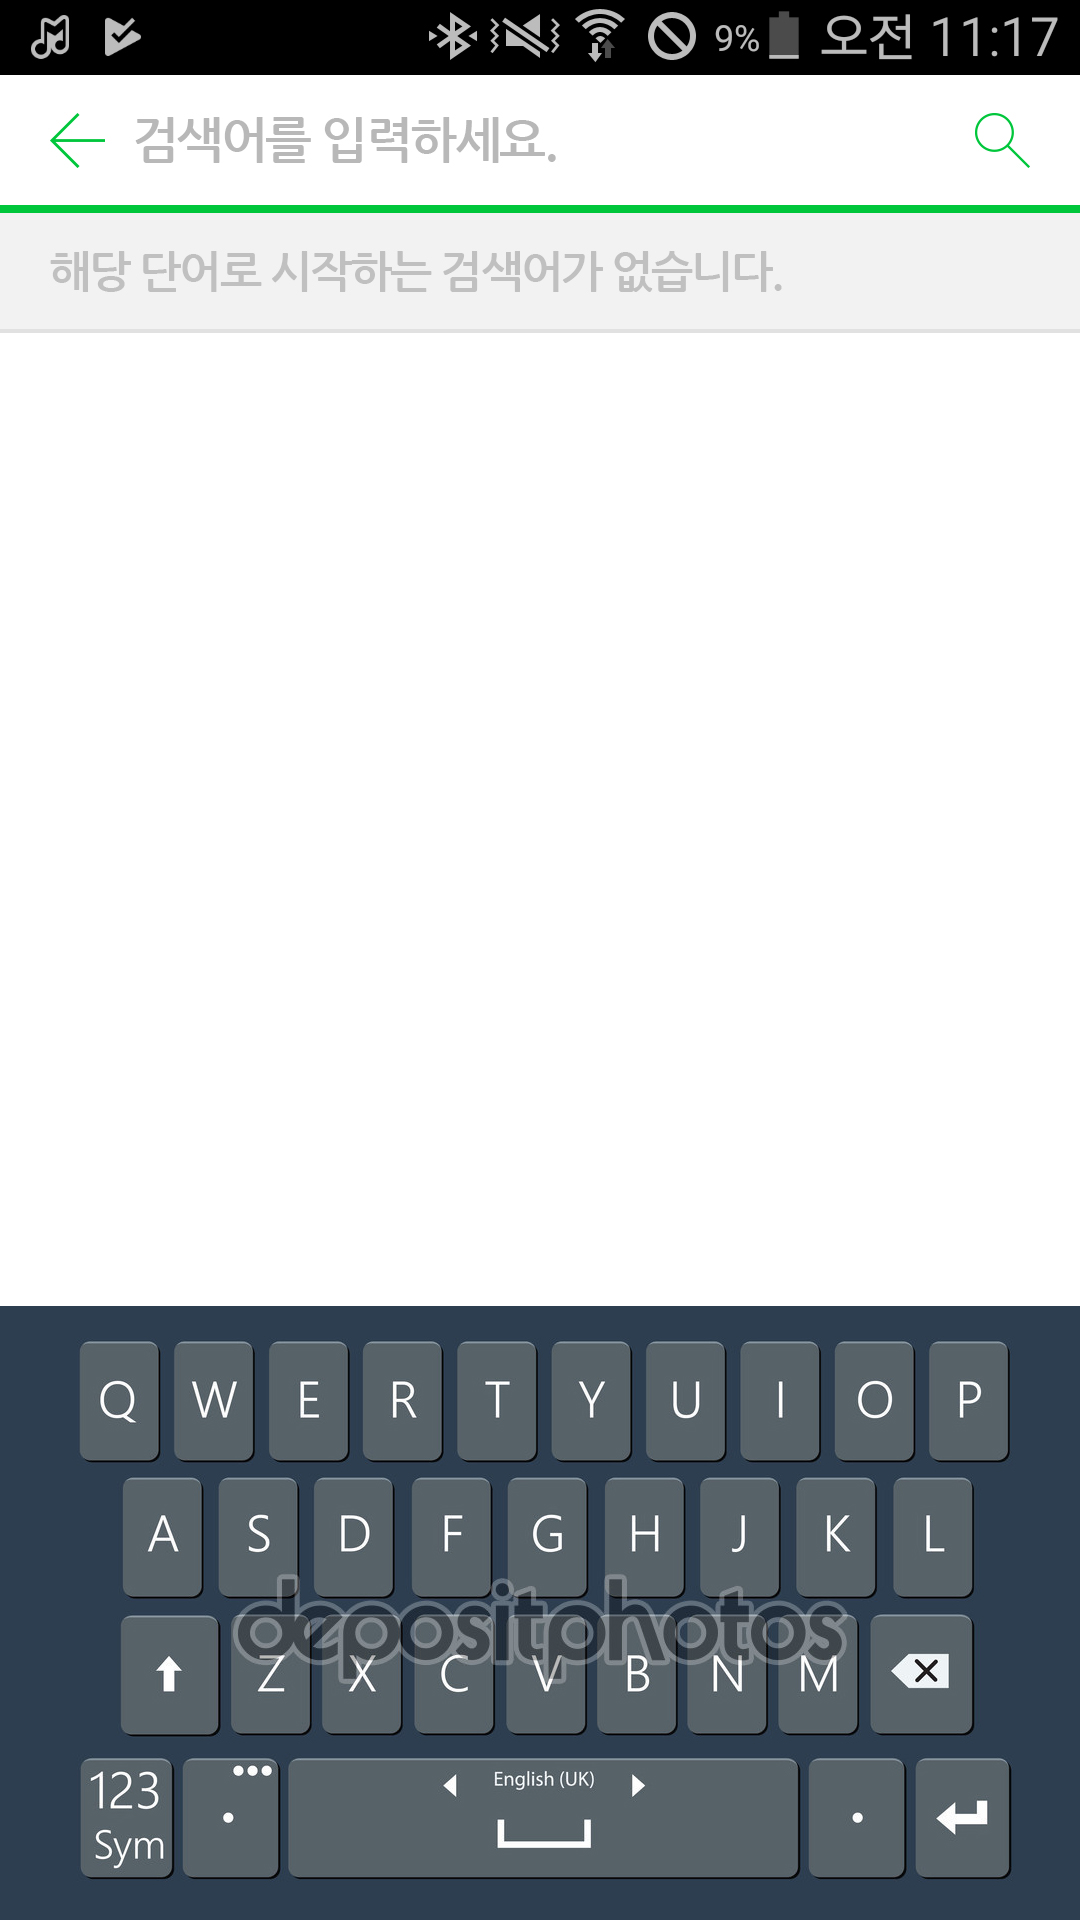 9% 오전 11:17
검색어를 입력하세요.
해당 단어로 시작하는 검색어가 없습니다.
Q W E R T Y U I O P
A S D F G H J K L
depositphotos
Z X C V B N M
123 English (UK)
Sym